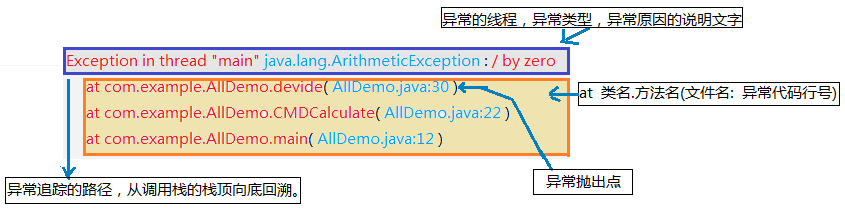 异常的线程，异常类型，异常原因的说明文字
Exception in thread "main" java.lang.ArithmeticException : / by zero
at com.example.AllDemo.devide( AllDemo.java:30 )
at 类名.方法名(文件名: 异常代码行号)
at com.example.AllDemo.CMDCalculate( AllDemo.java:22 )
at com.example.AllDemo.main( AllDemo.java:12 )
异常追踪的路径，从调用栈的栈顶向底回溯。
异常抛出点